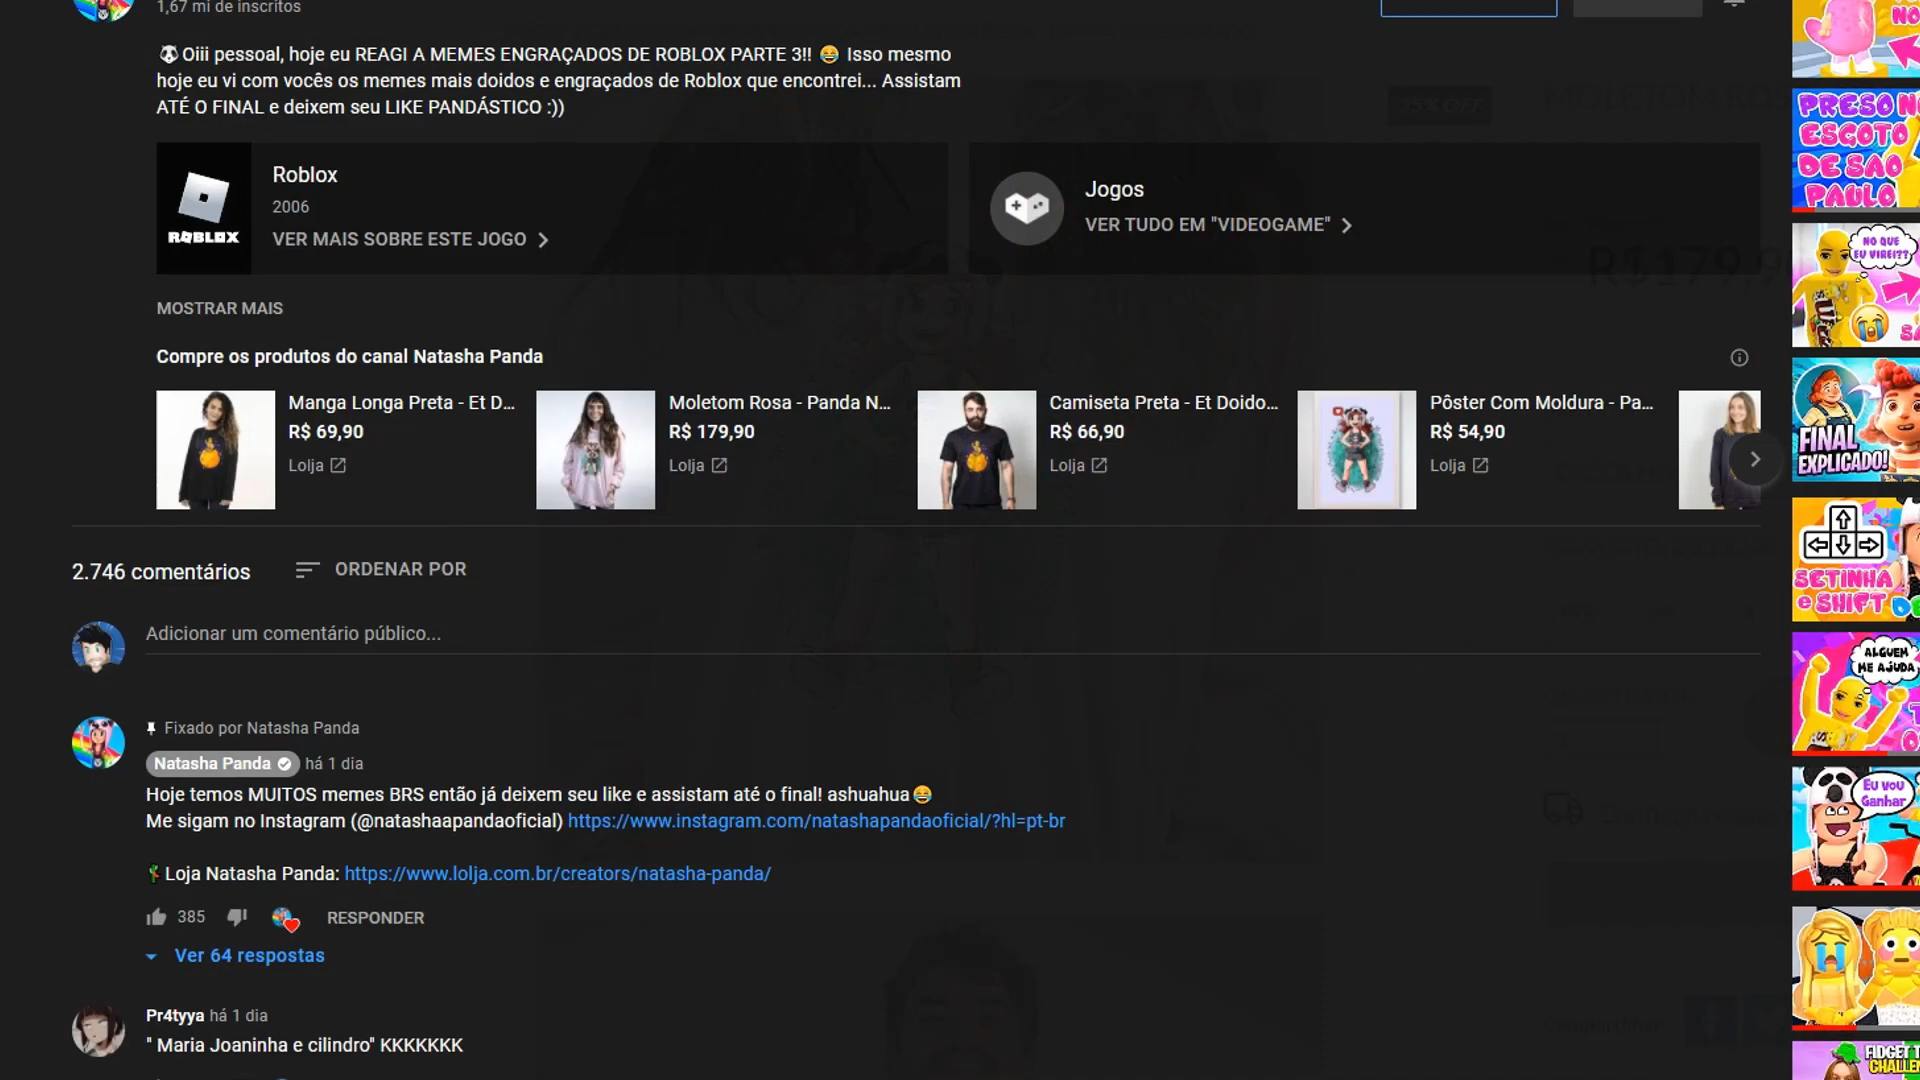 1,67 mi de inscritos
Oiii pessoal, hoje eu REAGI A MEMES ENGRAÇADOS DE ROBLOX PARTE 3!! 😂 Isso mesmo
hoje eu vi com vocês os memes mais doidos e engraçados de Roblox que encontrei... Assistam
ATÉ O FINAL e deixem seu LIKE PANDÁSTICO :))
ROBLOX
Roblox
2006
VER MAIS SOBRE ESTE JOGO
Jogos
VER TUDO EM "VIDEOGAME"
MOSTRAR MAIS
Compre os produtos do canal Natasha Panda
Manga Longa Preta - Et D...
R$ 69,90
Lolja
Moletom Rosa - Panda N...
R$ 179,90
Lolja
Camiseta Preta - Et Doido...
R$ 66,90
Lolja
Pôster Com Moldura - Pa...
R$ 54,90
Lolja
2.746 comentários
ORDENAR POR
Adicionar um comentário público...
Fixado por Natasha Panda
Natasha Panda há 1 dia
Hoje temos MUITOS memes BRS então já deixem seu like e assistam até o final! ashuahua😂
Me sigam no Instagram (@natashaapandaoficial) https://www.instagram.com/natashapandaoficial/?hl=pt-br
Loja Natasha Panda: https://www.lolja.com.br/creators/natasha-panda/
385
RESPONDER
Ver 64 respostas
Pr4tyya há 1 dia
" Maria Joaninha e cilindro" KKKKKKK
NO
PRESO N
ESGOTO
DE SAO
PAULO
NO QUE
EU VIREI??
FINAL
EXPLICADO!
SETINHA
e SHIFT
ALGUEM
ME AJUDA
EU VOU
Ganhar
FIDGET T
CHALLE
35% OFF
R$ 179,90